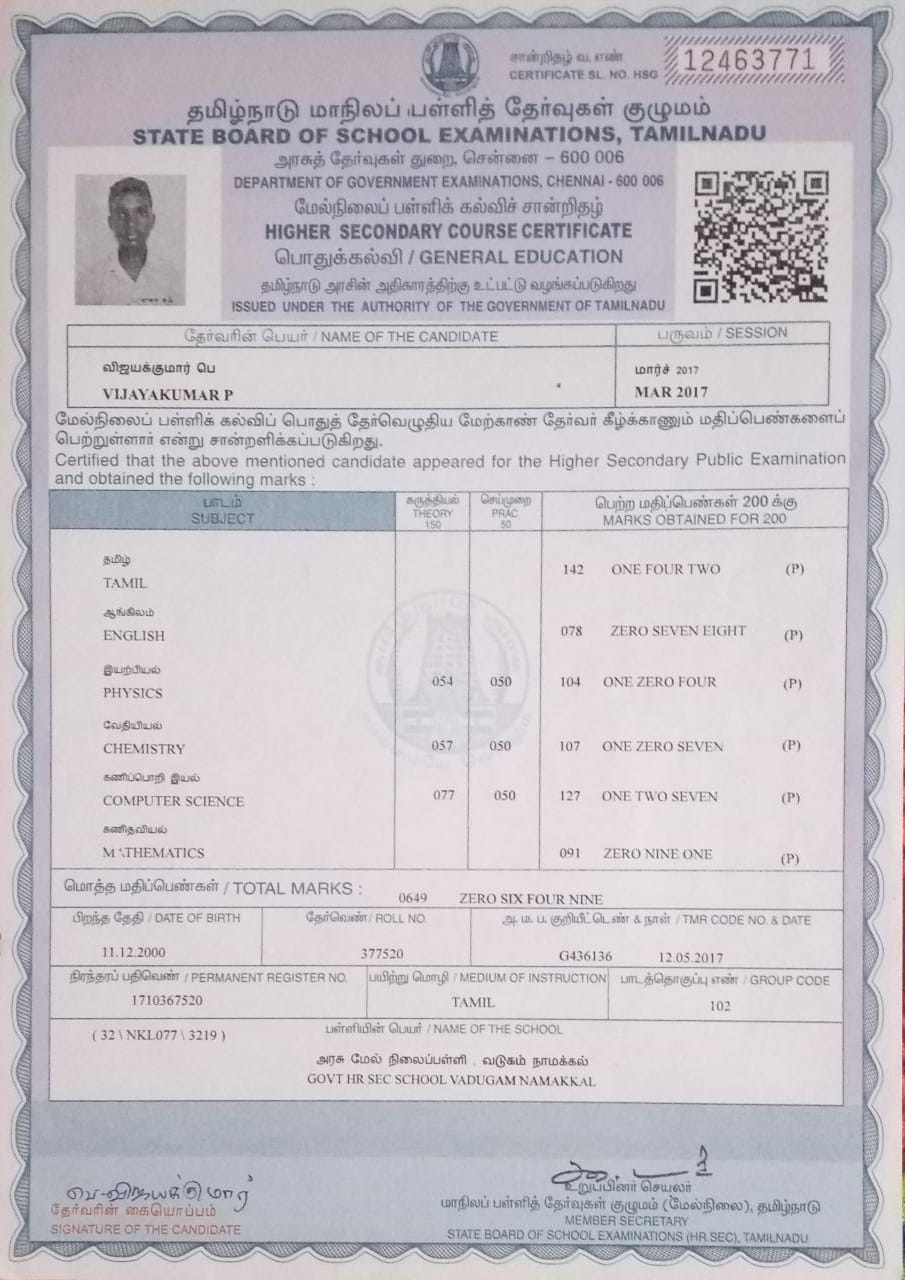 சான்றிதழ் வ. எண்
CERTIFICATE SL. NO. HSG 12463771
தமிழ்நாடு மாநிலப் பள்ளித் தேர்வுகள் குழுமம்
STATE BOARD OF SCHOOL EXAMINATIONS, TAMILNADU
அரசுத் தேர்வுகள் துறை, சென்னை – 600 006
DEPARTMENT OF GOVERNMENT EXAMINATIONS, CHENNAI - 600 006
மேல்நிலைப் பள்ளிக் கல்விச் சான்றிதழ்
HIGHER SECONDARY COURSE CERTIFICATE
பொதுக்கல்வி / GENERAL EDUCATION
தமிழ்நாடு அரசின் அதிகாரத்திற்கு உட்பட்டு வழங்கப்படுகிறது
ISSUED UNDER THE AUTHORITY OF THE GOVERNMENT OF TAMILNADU
தேர்வரின் பெயர் / NAME OF THE CANDIDATE பருவம் / SESSION
விஜயக்குமார் பெ மார்ச் 2017
VIJAYAKUMAR P MAR 2017
மேல்நிலைப் பள்ளிக் கல்விப் பொதுத் தேர்வெழுதிய மேற்காண் தேர்வர் கீழ்க்காணும் மதிப்பெண்களைப்
பெற்றுள்ளார் என்று சான்றளிக்கப்படுகிறது.
Certified that the above mentioned candidate appeared for the Higher Secondary Public Examination
and obtained the following marks :
பாடம் கருத்தியல் செய்முறை பெற்ற மதிப்பெண்கள் 200 க்கு
SUBJECT THEORY PRAC. MARKS OBTAINED FOR 200
150 50
தமிழ்
TAMIL 142 ONE FOUR TWO (P)
ஆங்கிலம்
ENGLISH 078 ZERO SEVEN EIGHT (P)
இயற்பியல்
PHYSICS 054 050 104 ONE ZERO FOUR (P)
வேதியியல்
CHEMISTRY 057 050 107 ONE ZERO SEVEN (P)
கணிப்பொறி இயல்
COMPUTER SCIENCE 077 050 127 ONE TWO SEVEN (P)
கணிதவியல்
MATHEMATICS 091 ZERO NINE ONE (P)
மொத்த மதிப்பெண்கள் / TOTAL MARKS : 0649 ZERO SIX FOUR NINE
பிறந்த தேதி / DATE OF BIRTH தேர்வெண் / ROLL NO. அ. ம. ப. குறியீட்டெண் & நாள் / TMR CODE NO. & DATE
11.12.2000 377520 G436136 12.05.2017
நிரந்தரப் பதிவெண் / PERMANENT REGISTER NO. பயிற்று மொழி / MEDIUM OF INSTRUCTION பாடத்தொகுப்பு எண் / GROUP CODE
1710367520 TAMIL 102
( 32 \ NKL077 \ 3219 ) பள்ளியின் பெயர் / NAME OF THE SCHOOL
அரசு மேல் நிலைப்பள்ளி . வடுகம் நாமக்கல்
GOVT HR SEC SCHOOL VADUGAM NAMAKKAL
பெ-விஜயக்குமார்
தேர்வரின் கையொப்பம்
SIGNATURE OF THE CANDIDATE
உறுப்பினர் செயலர்
மாநிலப் பள்ளித் தேர்வுகள் குழுமம் (மேல்நிலை), தமிழ்நாடு
MEMBER SECRETARY
STATE BOARD OF SCHOOL EXAMINATIONS (HR.SEC), TAMILNADU